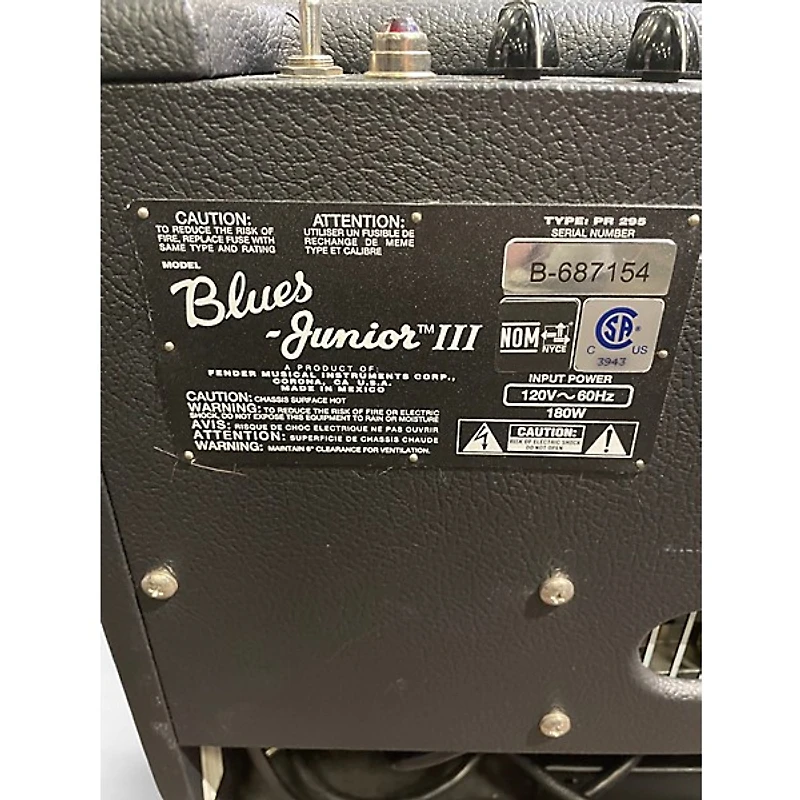 CAUTION:
TO REDUCE THE RISK OF
FIRE, REPLACE FUSE WITH
SAME TYPE AND RATING
ATTENTION:
UTILISER UN FUSIBLE DE
RECHANGE DE MEME
TYPE ET CALIBRE
TYPE: PR 295
SERIAL NUMBER
B-687154
MODEL
Blues
-Junior™ III
NOM
NYCE
SA
C US
3943
A PRODUCT OF:
FENDER MUSICAL INSTRUMENTS CORP.,
CORONA, CA U.S.A.
MADE IN MEXICO
INPUT POWER
120V~60Hz
180W
CAUTION: CHASSIS SURFACE HOT
WARNING: TO REDUCE THE RISK OF FIRE OR ELECTRIC
SHOCK, DO NOT EXPOSE THIS EQUIPMENT TO RAIN OR MOISTURE
AVIS: RISQUE DE CHOC ELECTRIQUE NE PAS OUVRIR
ATTENTION: SUPERFICIE DE CHASSIS CHAUDE
WARNING: MAINTAIN 6" CLEARANCE FOR VENTILATION.
CAUTION:
RISK OF ELECTRIC SHOCK
DO NOT OPEN